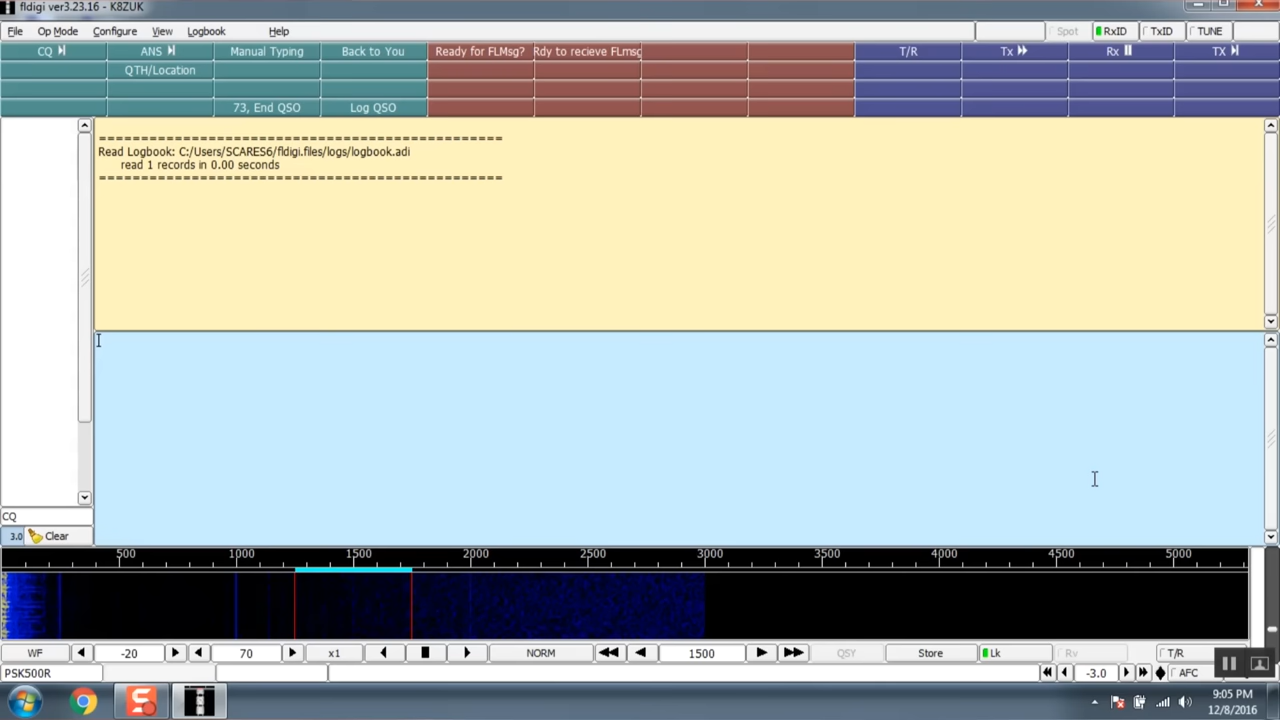 fldigi ver3.23.16 - K8ZUK
File Op Mode Configure View Logbook Help
Spot RxID TxID TUNE
CQ ANS Manual Typing Back to You Ready for FLMsg? Rdy to recieve FLmsg T/R Tx Rx TX
QTH/Location
73, End QSO Log QSO
==============================================
Read Logbook: C:/Users/SCARES6/fldigi.files/logs/logbook.adi
read 1 records in 0.00 seconds
==============================================
CQ
3.0 Clear
500 1000 1500 2000 2500 3000 3500 4000 4500 5000
WF -20 70 x1 NORM 1500 QSY Store Lk Rv T/R
PSK500R -3.0 AFC
9:05 PM
12/8/2016